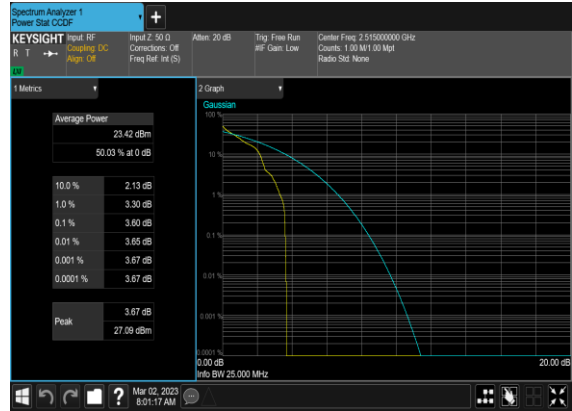 Spectrum Analyzer 1
Power Stat CCDF
+
KEYSIGHT
R T
LXI
Input: RF
Coupling: DC
Align: Off
Input Z: 50 Ω
Corrections: Off
Freq Ref: Int (S)
Atten: 20 dB
Trig: Free Run
#IF Gain: Low
Center Freq: 2.515000000 GHz
Counts: 1.00 M/1.00 Mpt
Radio Std: None
1 Metrics
Average Power
23.42 dBm
50.03 % at 0 dB
10.0 % 2.13 dB
1.0 % 3.30 dB
0.1 % 3.60 dB
0.01 % 3.65 dB
0.001 % 3.67 dB
0.0001 % 3.67 dB
Peak
3.67 dB
27.09 dBm
2 Graph
Gaussian
100 %
10 %
1 %
0.1 %
0.01 %
0.001 %
0.0001 %
0.00 dB
20.00 dB
Info BW 25.000 MHz
?
Mar 02, 2023
8:01:17 AM